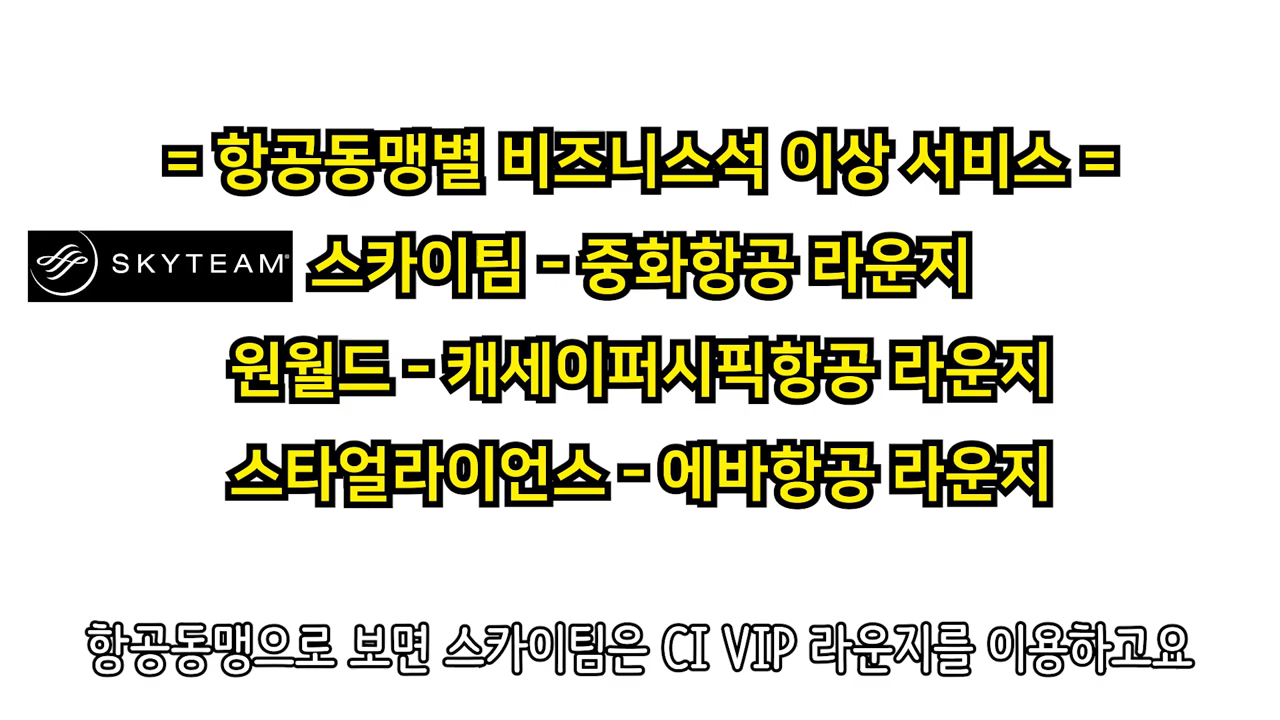 = 항공동맹별 비즈니스석 이상 서비스 =
SKYTEAM 스카이팀 - 중화항공 라운지
원월드 - 캐세이퍼시픽항공 라운지
스타얼라이언스 - 에바항공 라운지
항공동맹으로 보면 스카이팀은 CI VIP 라운지를 이용하고요